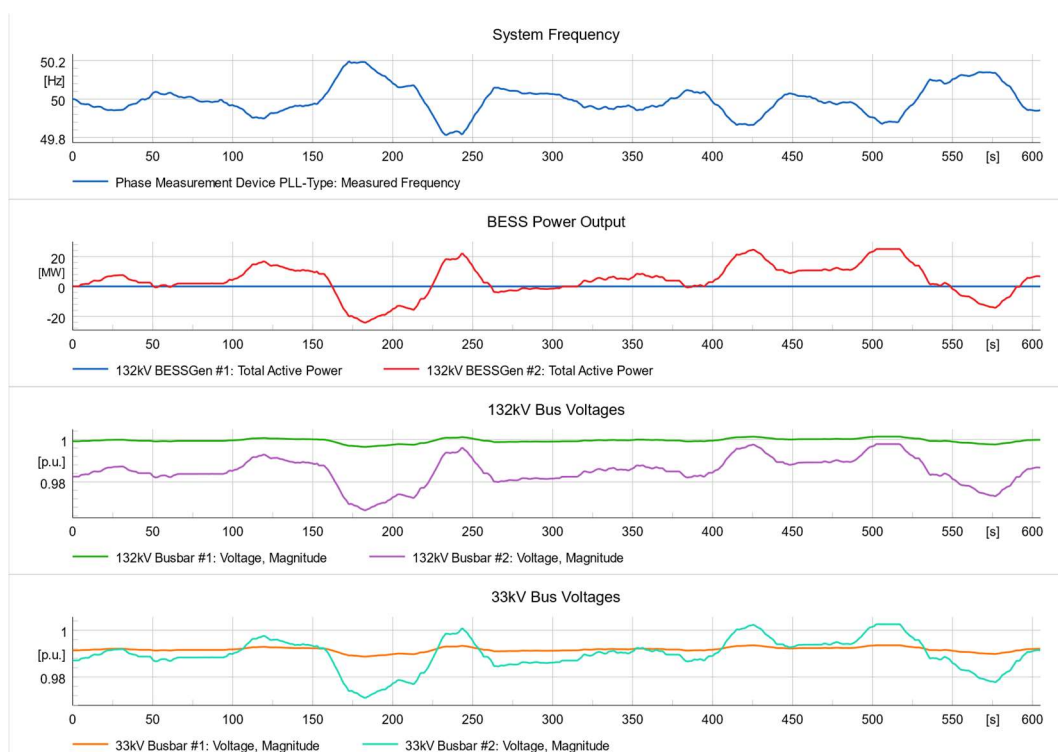 System Frequency
50.2
[Hz]
50
49.8
0 50 100 150 200 250 300 350 400 450 500 550 [s] 600
Phase Measurement Device PLL-Type: Measured Frequency
BESS Power Output
20
[MW]
0
-20
0 50 100 150 200 250 300 350 400 450 500 550 [s] 600
132kV BESSGen #1: Total Active Power 132kV BESSGen #2: Total Active Power
132kV Bus Voltages
1
[p.u.]
0.98
0 50 100 150 200 250 300 350 400 450 500 550 [s] 600
132kV Busbar #1: Voltage, Magnitude 132kV Busbar #2: Voltage, Magnitude
33kV Bus Voltages
1
[p.u.]
0.98
0 50 100 150 200 250 300 350 400 450 500 550 [s] 600
33kV Busbar #1: Voltage, Magnitude 33kV Busbar #2: Voltage, Magnitude